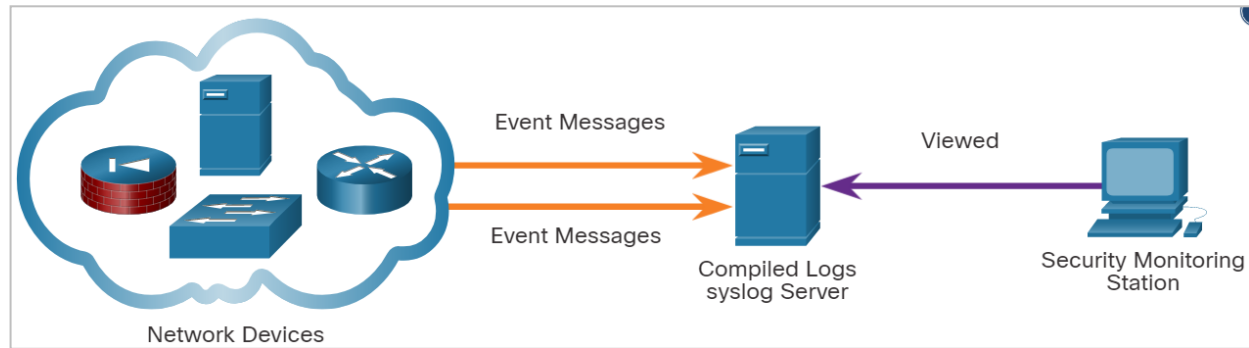 Event Messages
Event Messages
Viewed
Compiled Logs
syslog Server
Security Monitoring
Station
Network Devices